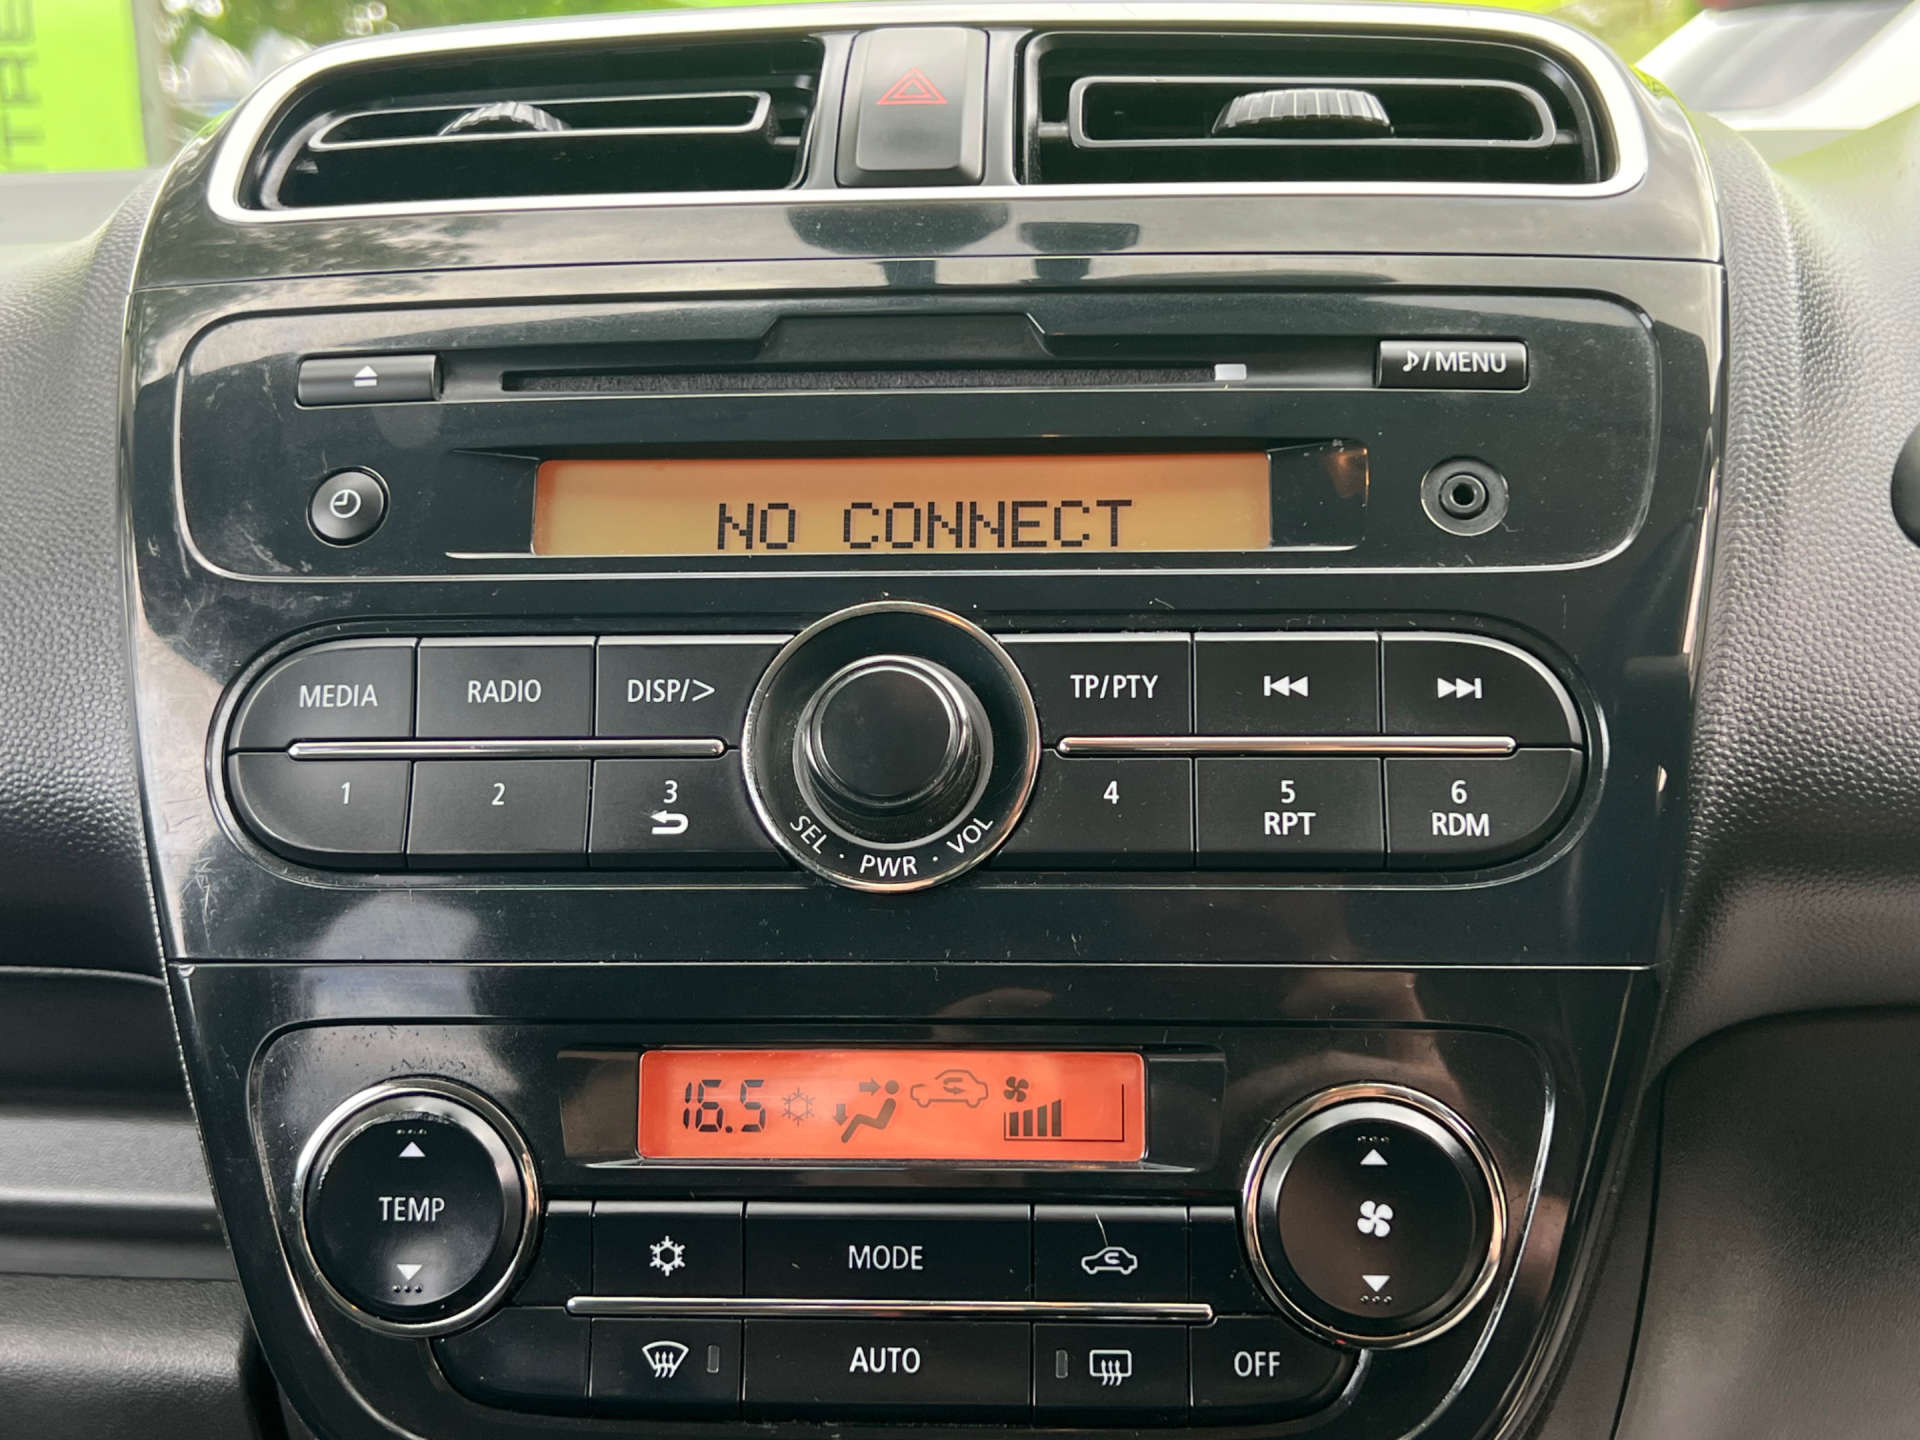 TRE
♪/MENU
NO CONNECT
MEDIA
RADIO
DISP/>
TP/PTY
1
2
3
4
5
RPT
6
RDM
SEL · PWR · VOL
16.5
TEMP
MODE
AUTO
OFF